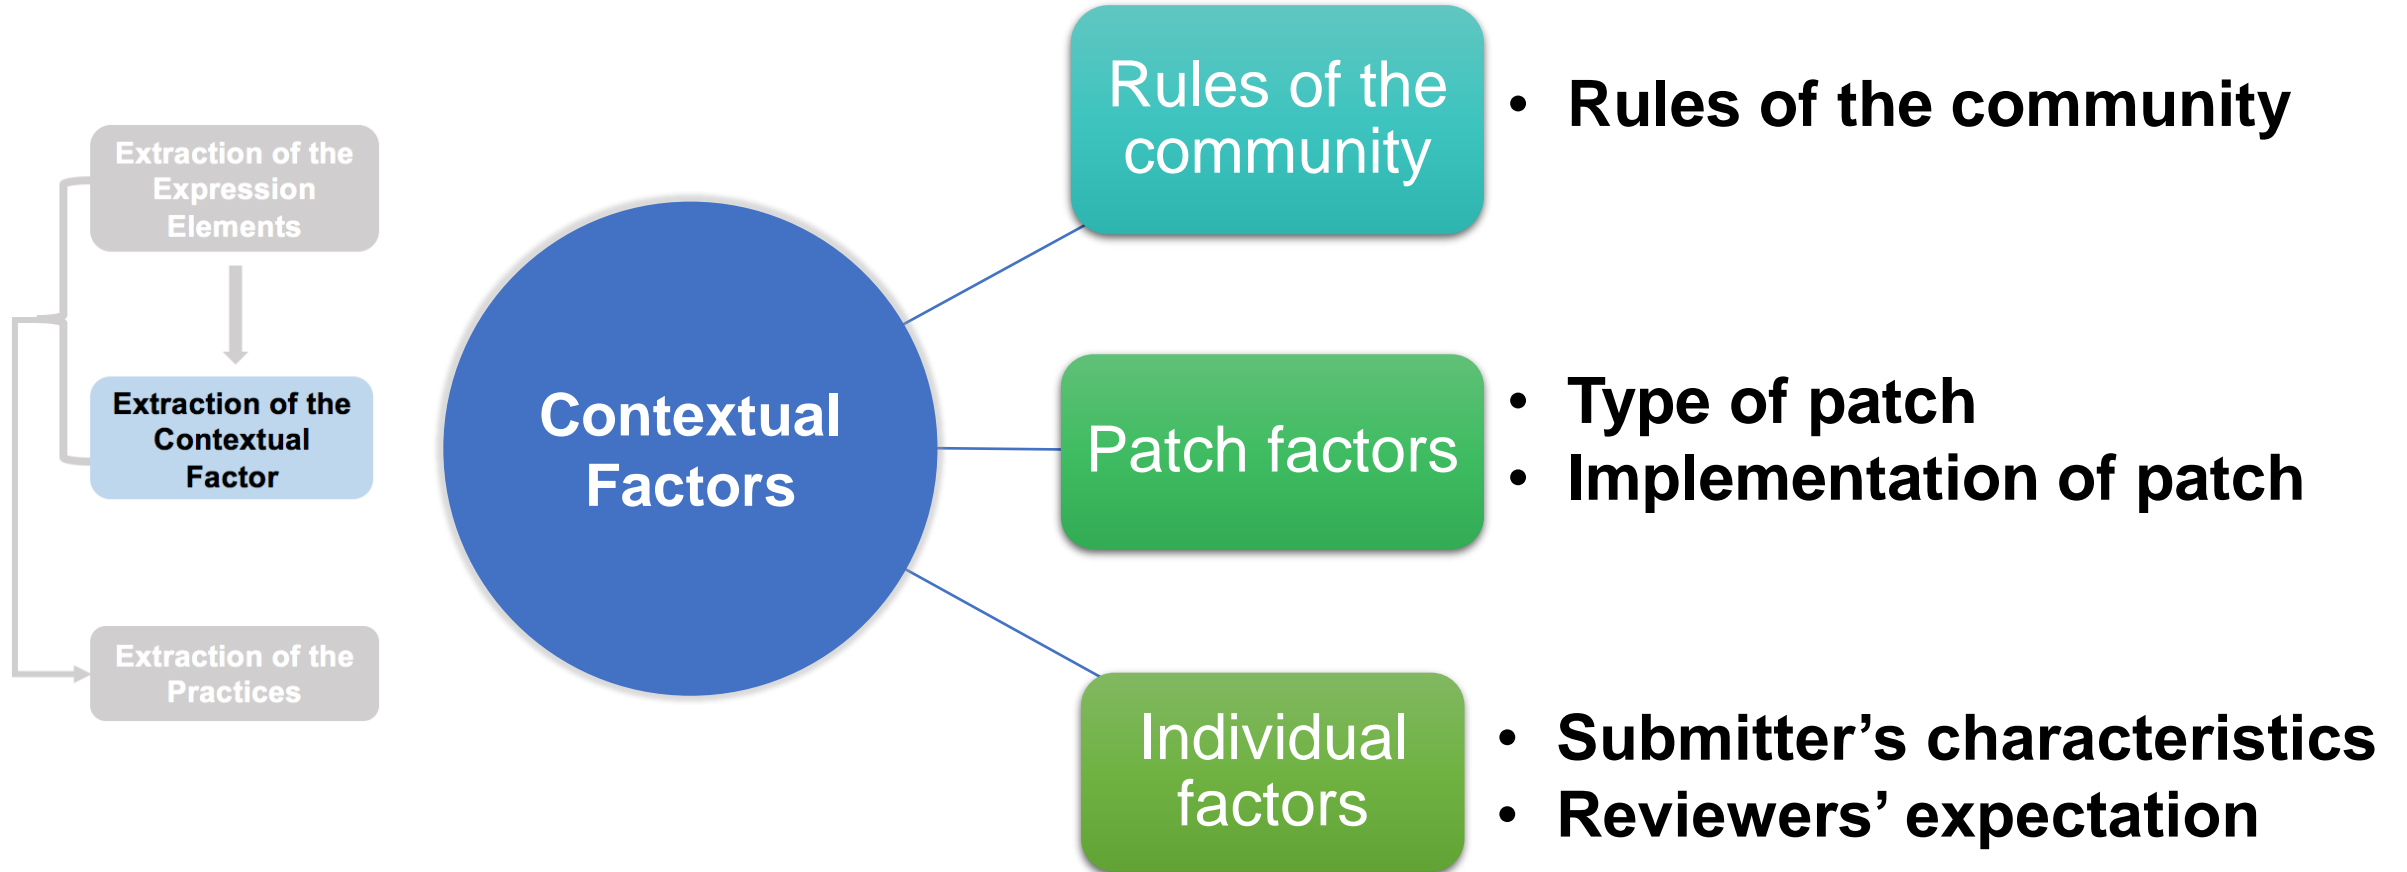 Extraction of the
Expression
Elements
Extraction of the
Contextual
Factor
Extraction of the
Practices
Contextual
Factors
Rules of the
community
• Rules of the community
Patch factors
• Type of patch
• Implementation of patch
Individual
factors
• Submitter’s characteristics
• Reviewers’ expectation